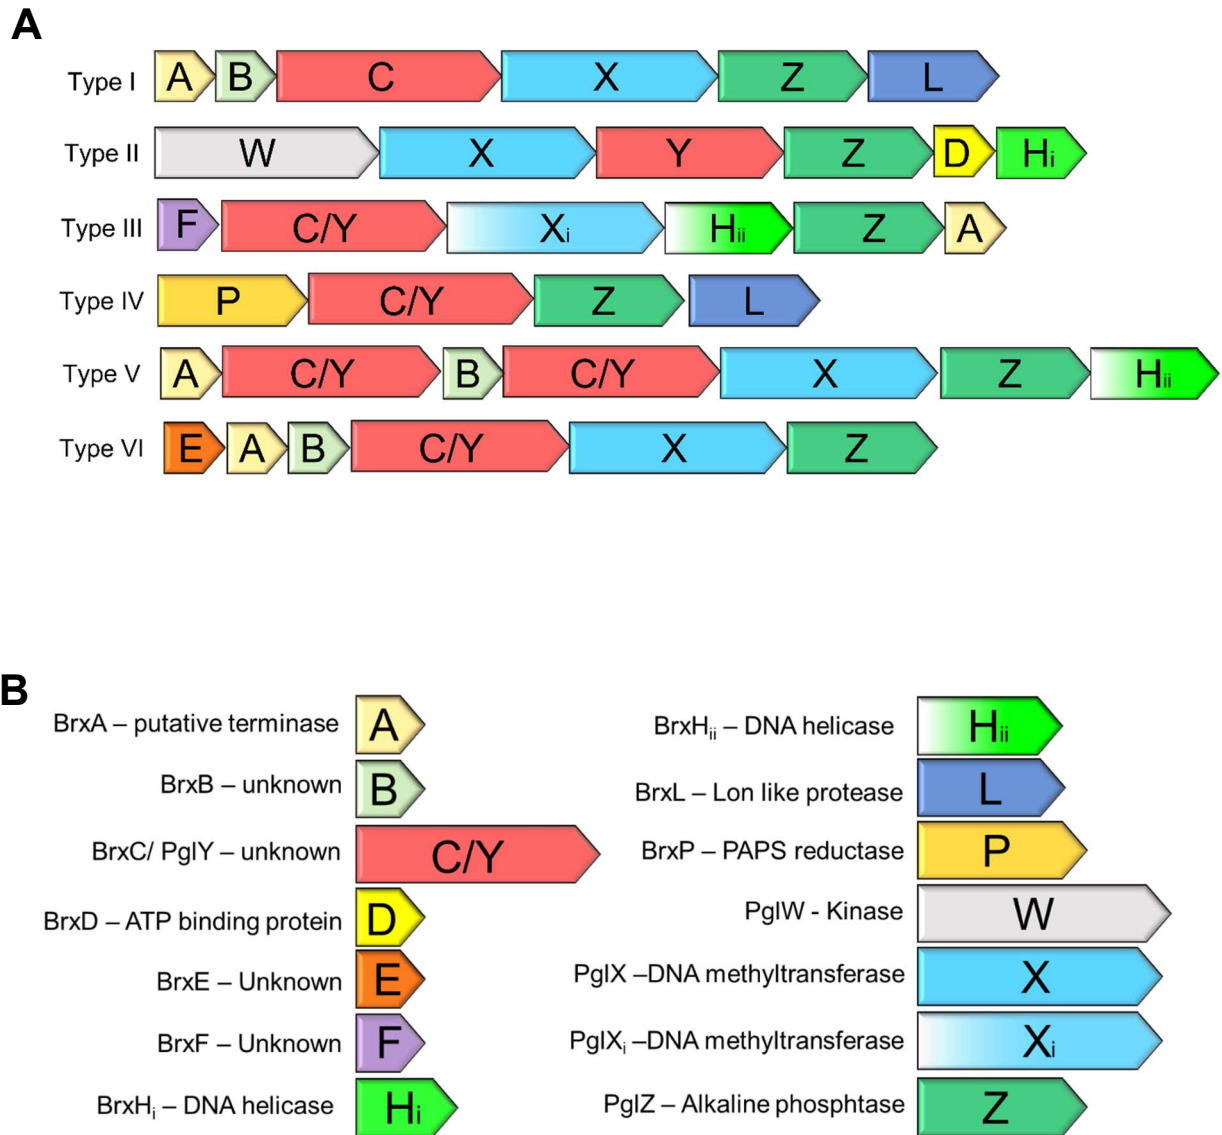 A
Type I A B C X Z L
Type II W X Y Z D Hi
Type III F C/Y Xi Hii Z A
Type IV P C/Y Z L
Type V A C/Y B C/Y X Z Hii
Type VI E A B C/Y X Z
B
BrxA – putative terminase A
BrxB – unknown B
BrxC/ PglY – unknown C/Y
BrxD – ATP binding protein D
BrxE – Unknown E
BrxF – Unknown F
BrxHi – DNA helicase Hi
BrxHii – DNA helicase Hii
BrxL – Lon like protease L
BrxP – PAPS reductase P
PglW - Kinase W
PglX –DNA methyltransferase X
PglXi –DNA methyltransferase Xi
PglZ – Alkaline phosphtase Z